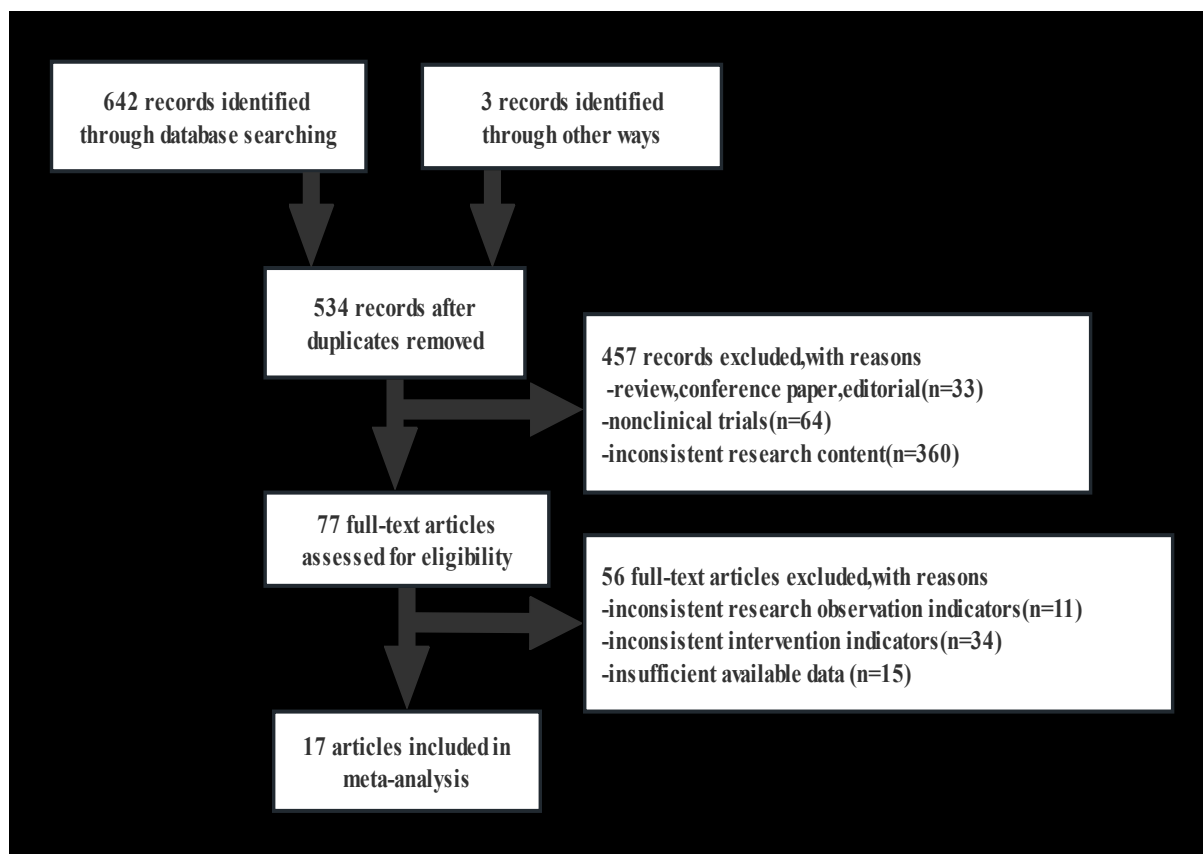 642 records identified
through database searching
3 records identified
through other ways
534 records after
duplicates removed
457 records excluded,with reasons
-review,conference paper,editorial(n=33)
-nonclinical trials(n=64)
-inconsistent research content(n=360)
77 full-text articles
assessed for eligibility
56 full-text articles excluded,with reasons
-inconsistent research observation indicators(n=11)
-inconsistent intervention indicators(n=34)
-insufficient available data (n=15)
17 articles included in
meta-analysis